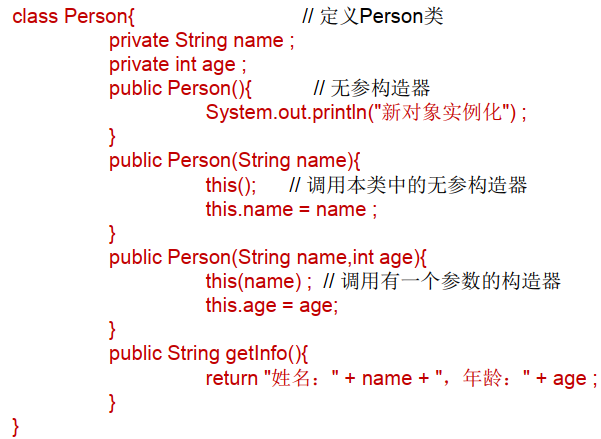 class Person{ // 定义Person类
private String name ;
private int age ;
public Person(){ // 无参构造器
System.out.println("新对象实例化") ;
}
public Person(String name){
this(); // 调用本类中的无参构造器
this.name = name ;
}
public Person(String name,int age){
this(name) ; // 调用有一个参数的构造器
this.age = age;
}
public String getInfo(){
return "姓名：" + name + "，年龄：" + age ;
}
}